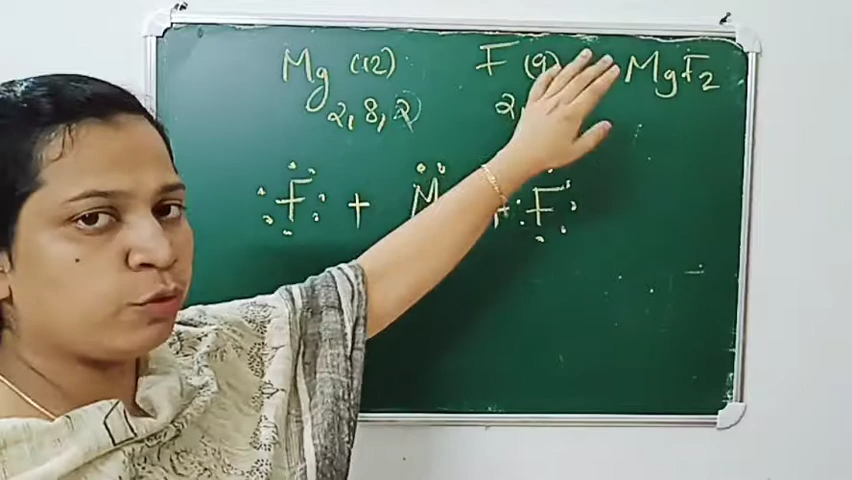 Mg (12) F (9 MgF2
2,8,2 2,
F + M + F